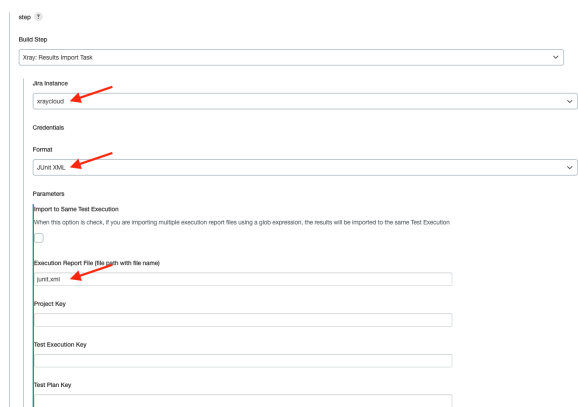 step ?
Build Step
Xray: Results Import Task
Jira Instance
xraycloud
Credentials
Format
JUnit XML
Parameters
Import to Same Test Execution
When this option is check, if you are importing multiple execution report files using a glob expression, the results will be imported to the same Test Execution
Execution Report File (file path with file name)
junit.xml
Project Key
Test Execution Key
Test Plan Key